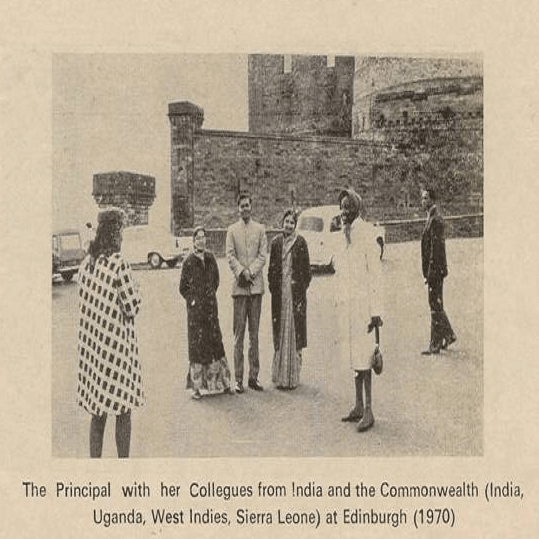 The Principal with her Collegues from India and the Commonwealth (India,
Uganda, West Indies, Sierra Leone) at Edinburgh (1970)